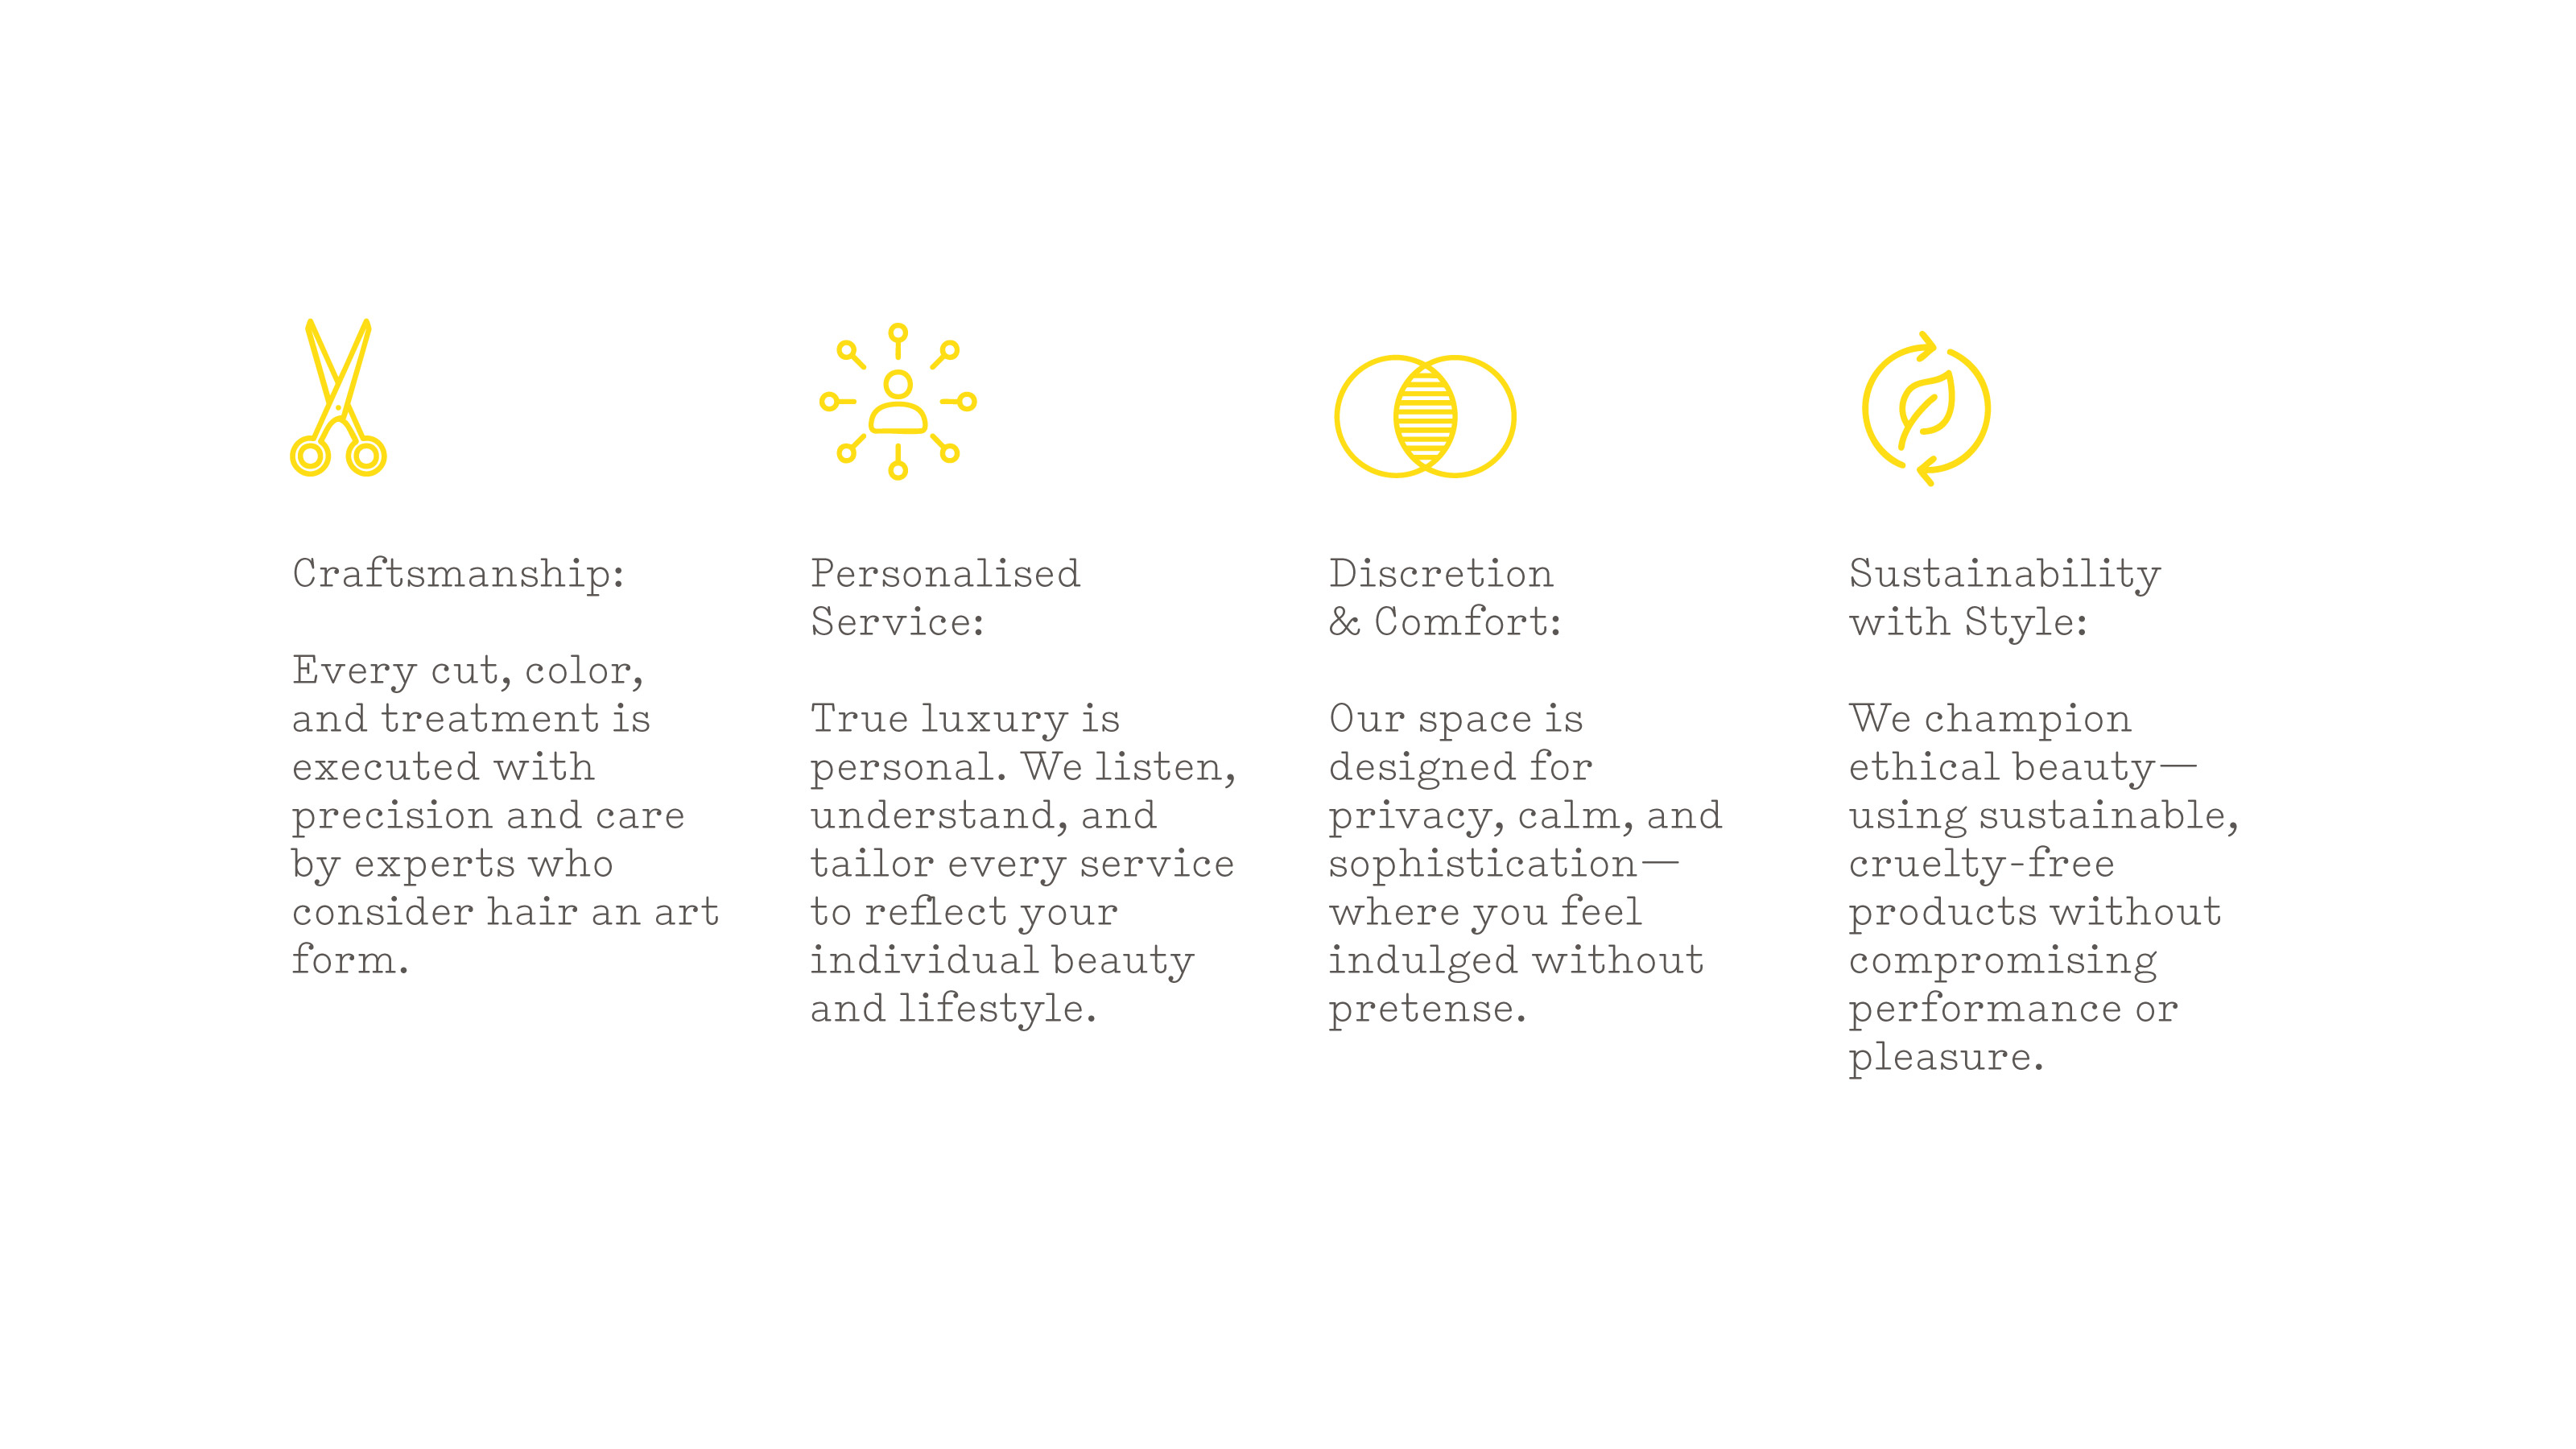 Craftsmanship:
Every cut, color,
and treatment is
executed with
precision and care
by experts who
consider hair an art
form.
Personalised
Service:
True luxury is
personal. We listen,
understand, and
tailor every service
to reflect your
individual beauty
and lifestyle.
Discretion
& Comfort:
Our space is
designed for
privacy, calm, and
sophistication—
where you feel
indulged without
pretense.
Sustainability
with Style:
We champion
ethical beauty—
using sustainable,
cruelty-free
products without
compromising
performance or
pleasure.